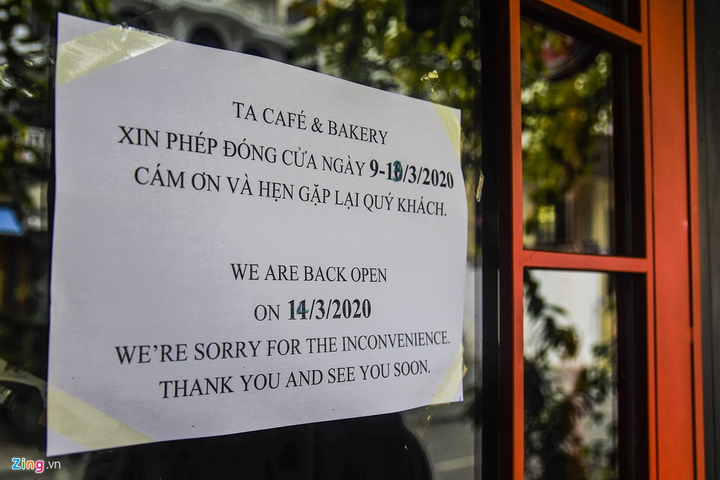 TA CAFÉ & BAKERY
XIN PHÉP ĐÓNG CỬA NGÀY 9-13/3/2020
CÁM ƠN VÀ HẸN GẶP LẠI QUÝ KHÁCH.
WE ARE BACK OPEN
ON 14/3/2020
WE'RE SORRY FOR THE INCONVENIENCE.
THANK YOU AND SEE YOU SOON.
Zing.vn